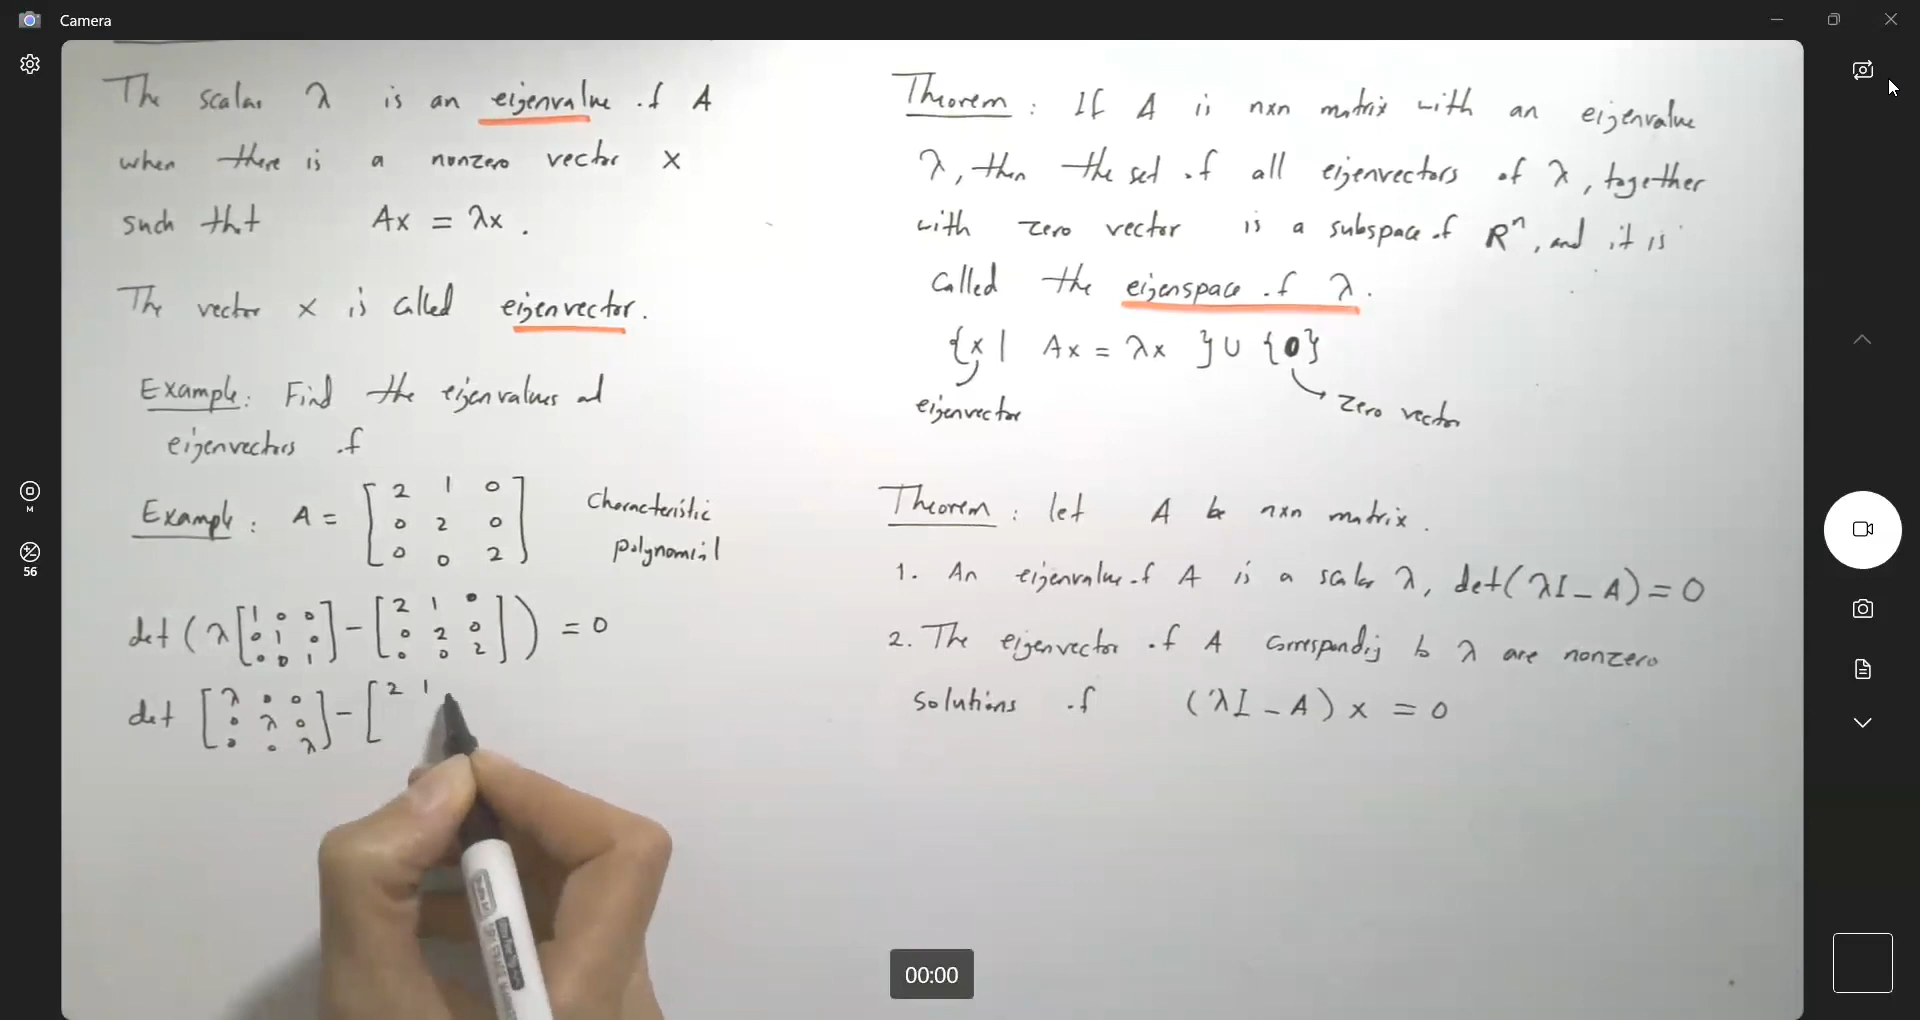 Camera
The scalar λ is an eigenvalue of A
when there is a nonzero vector x
such that Ax = λx .
The vector x is called eigenvector.
Example: Find the eigenvalues and
eigenvectors of
Example : A = [ 2 1 0
0 2 0
0 0 2 ]
Characteristic
polynomial
det ( λ [ 1 0 0
0 1 0
0 0 1 ] - [ 2 1 0
0 2 0
0 0 2 ] ) = 0
det [ λ 0 0
0 λ 0
0 0 λ ] - [ 2 1
Theorem : If A is nxn matrix with an eigenvalue
λ, then the set of all eigenvectors of λ, together
with zero vector is a subspace of Rⁿ, and it is
called the eigenspace of λ.
{x | Ax = λx } ∪ {0}
eigenvector
zero vector
Theorem : let A be nxn matrix .
1. An eigenvalue of A is a scalar λ, det(λI - A) = 0
2. The eigenvector of A λ are nonzero
solutions of (λI - A) x = 0
M
56
00:00